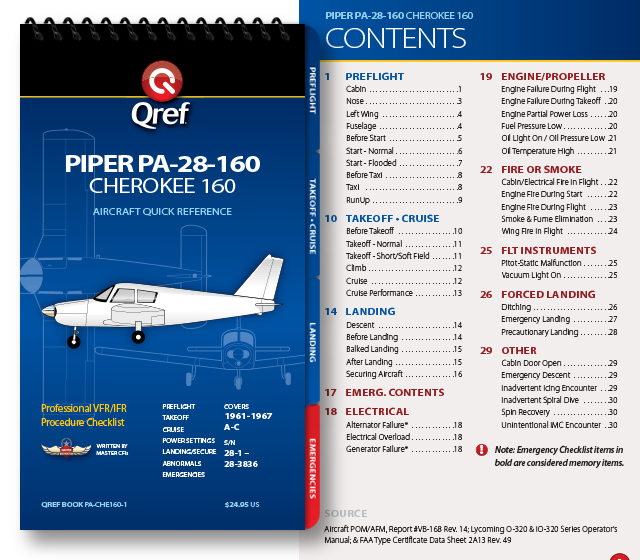 Qref
PIPER PA-28-160
CHEROKEE 160
AIRCRAFT QUICK REFERENCE
Professional VFR/IFR
Procedure Checklist
WRITTEN BY
MASTER CFIs
PREFLIGHT
TAKEOFF
CRUISE
POWER SETTINGS
LANDING/SECURE
ABNORMALS
EMERGENCIES
COVERS
1961-1967
A-C
S/N
28-1 –
28-3836
QREF BOOK PA-CHE160-1
$24.95 US
PREFLIGHT
TAKEOFF • CRUISE
LANDING
EMERGENCIES
PIPER PA-28-160 CHEROKEE 160
CONTENTS
1 PREFLIGHT
Cabin ..........................1
Nose ..........................3
Left Wing ....................4
Fuselage .....................4
Before Start .................5
Start - Normal ...............6
Start - Flooded ..............7
Before Taxi ..................8
Taxi ..........................8
RunUp ........................9
10 TAKEOFF • CRUISE
Before Takeoff ..............10
Takeoff - Normal ............11
Takeoff - Short/Soft Field ......11
Climb ........................12
Cruise .......................12
Cruise Performance ..........13
14 LANDING
Descent .....................14
Before Landing ..............14
Balked Landing ..............15
After Landing ................15
Securing Aircraft .............16
17 EMERG. CONTENTS
18 ELECTRICAL
Alternator Failure* ............18
Electrical Overload ............18
Generator Failure* ............18
19 ENGINE/PROPELLER
Engine Failure During Flight ...19
Engine Failure During Takeoff .20
Engine Partial Power Loss .....20
Fuel Pressure Low ............20
Oil Light On / Oil Pressure Low .21
Oil Temperature High .........21
22 FIRE OR SMOKE
Cabin/Electrical Fire In Flight ...22
Engine Fire During Start .......22
Engine Fire During Flight ......23
Smoke & Fume Elimination ...23
Wing Fire In Flight ............24
25 FLT INSTRUMENTS
Pitot-Static Malfunction .......25
Vacuum Light On .............25
26 FORCED LANDING
Ditching .....................26
Emergency Landing ..........27
Precautionary Landing ........28
29 OTHER
Cabin Door Open ............29
Emergency Descent ..........29
Inadvertent Icing Encounter ...29
Inadvertent Spiral Dive .......30
Spin Recovery ...............30
Unintentional IMC Encounter ..30
! Note: Emergency Checklist items in
bold are considered memory items.
SOURCE
Aircraft POM/AFM, Report #VB-168 Rev. 14; Lycoming O-320 & IO-320 Series Operator's
Manual; & FAA Type Certificate Data Sheet 2A13 Rev. 49